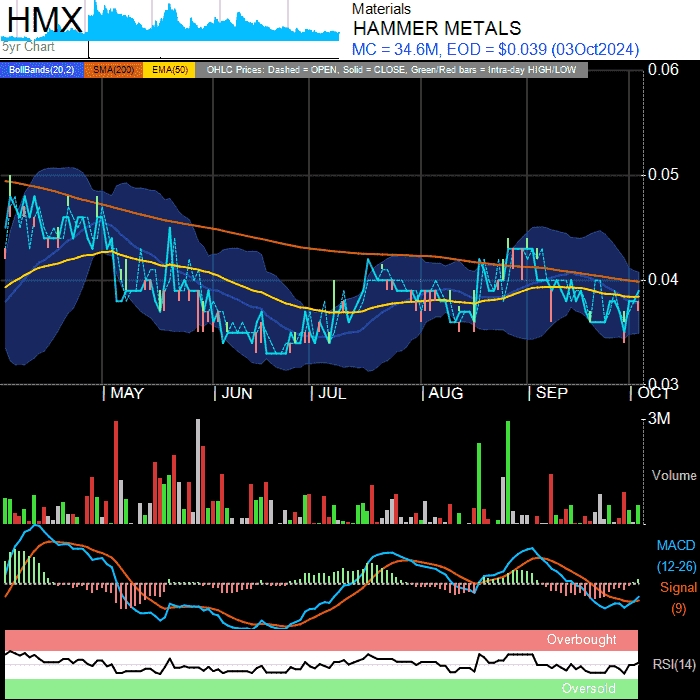 HMX
5yr Chart
Materials
HAMMER METALS
MC = 34.6M, EOD = $0.039 (03Oct2024)
BollBands(20,2) SMA(200) EMA(50) OHLC Prices: Dashed = OPEN, Solid = CLOSE, Green/Red bars = Intra-day HIGH/LOW
0.06
0.05
0.04
0.03
MAY JUN JUL AUG SEP OCT
3M
Volume
MACD
(12-26)
Signal
(9)
Overbought
RSI(14)
Oversold